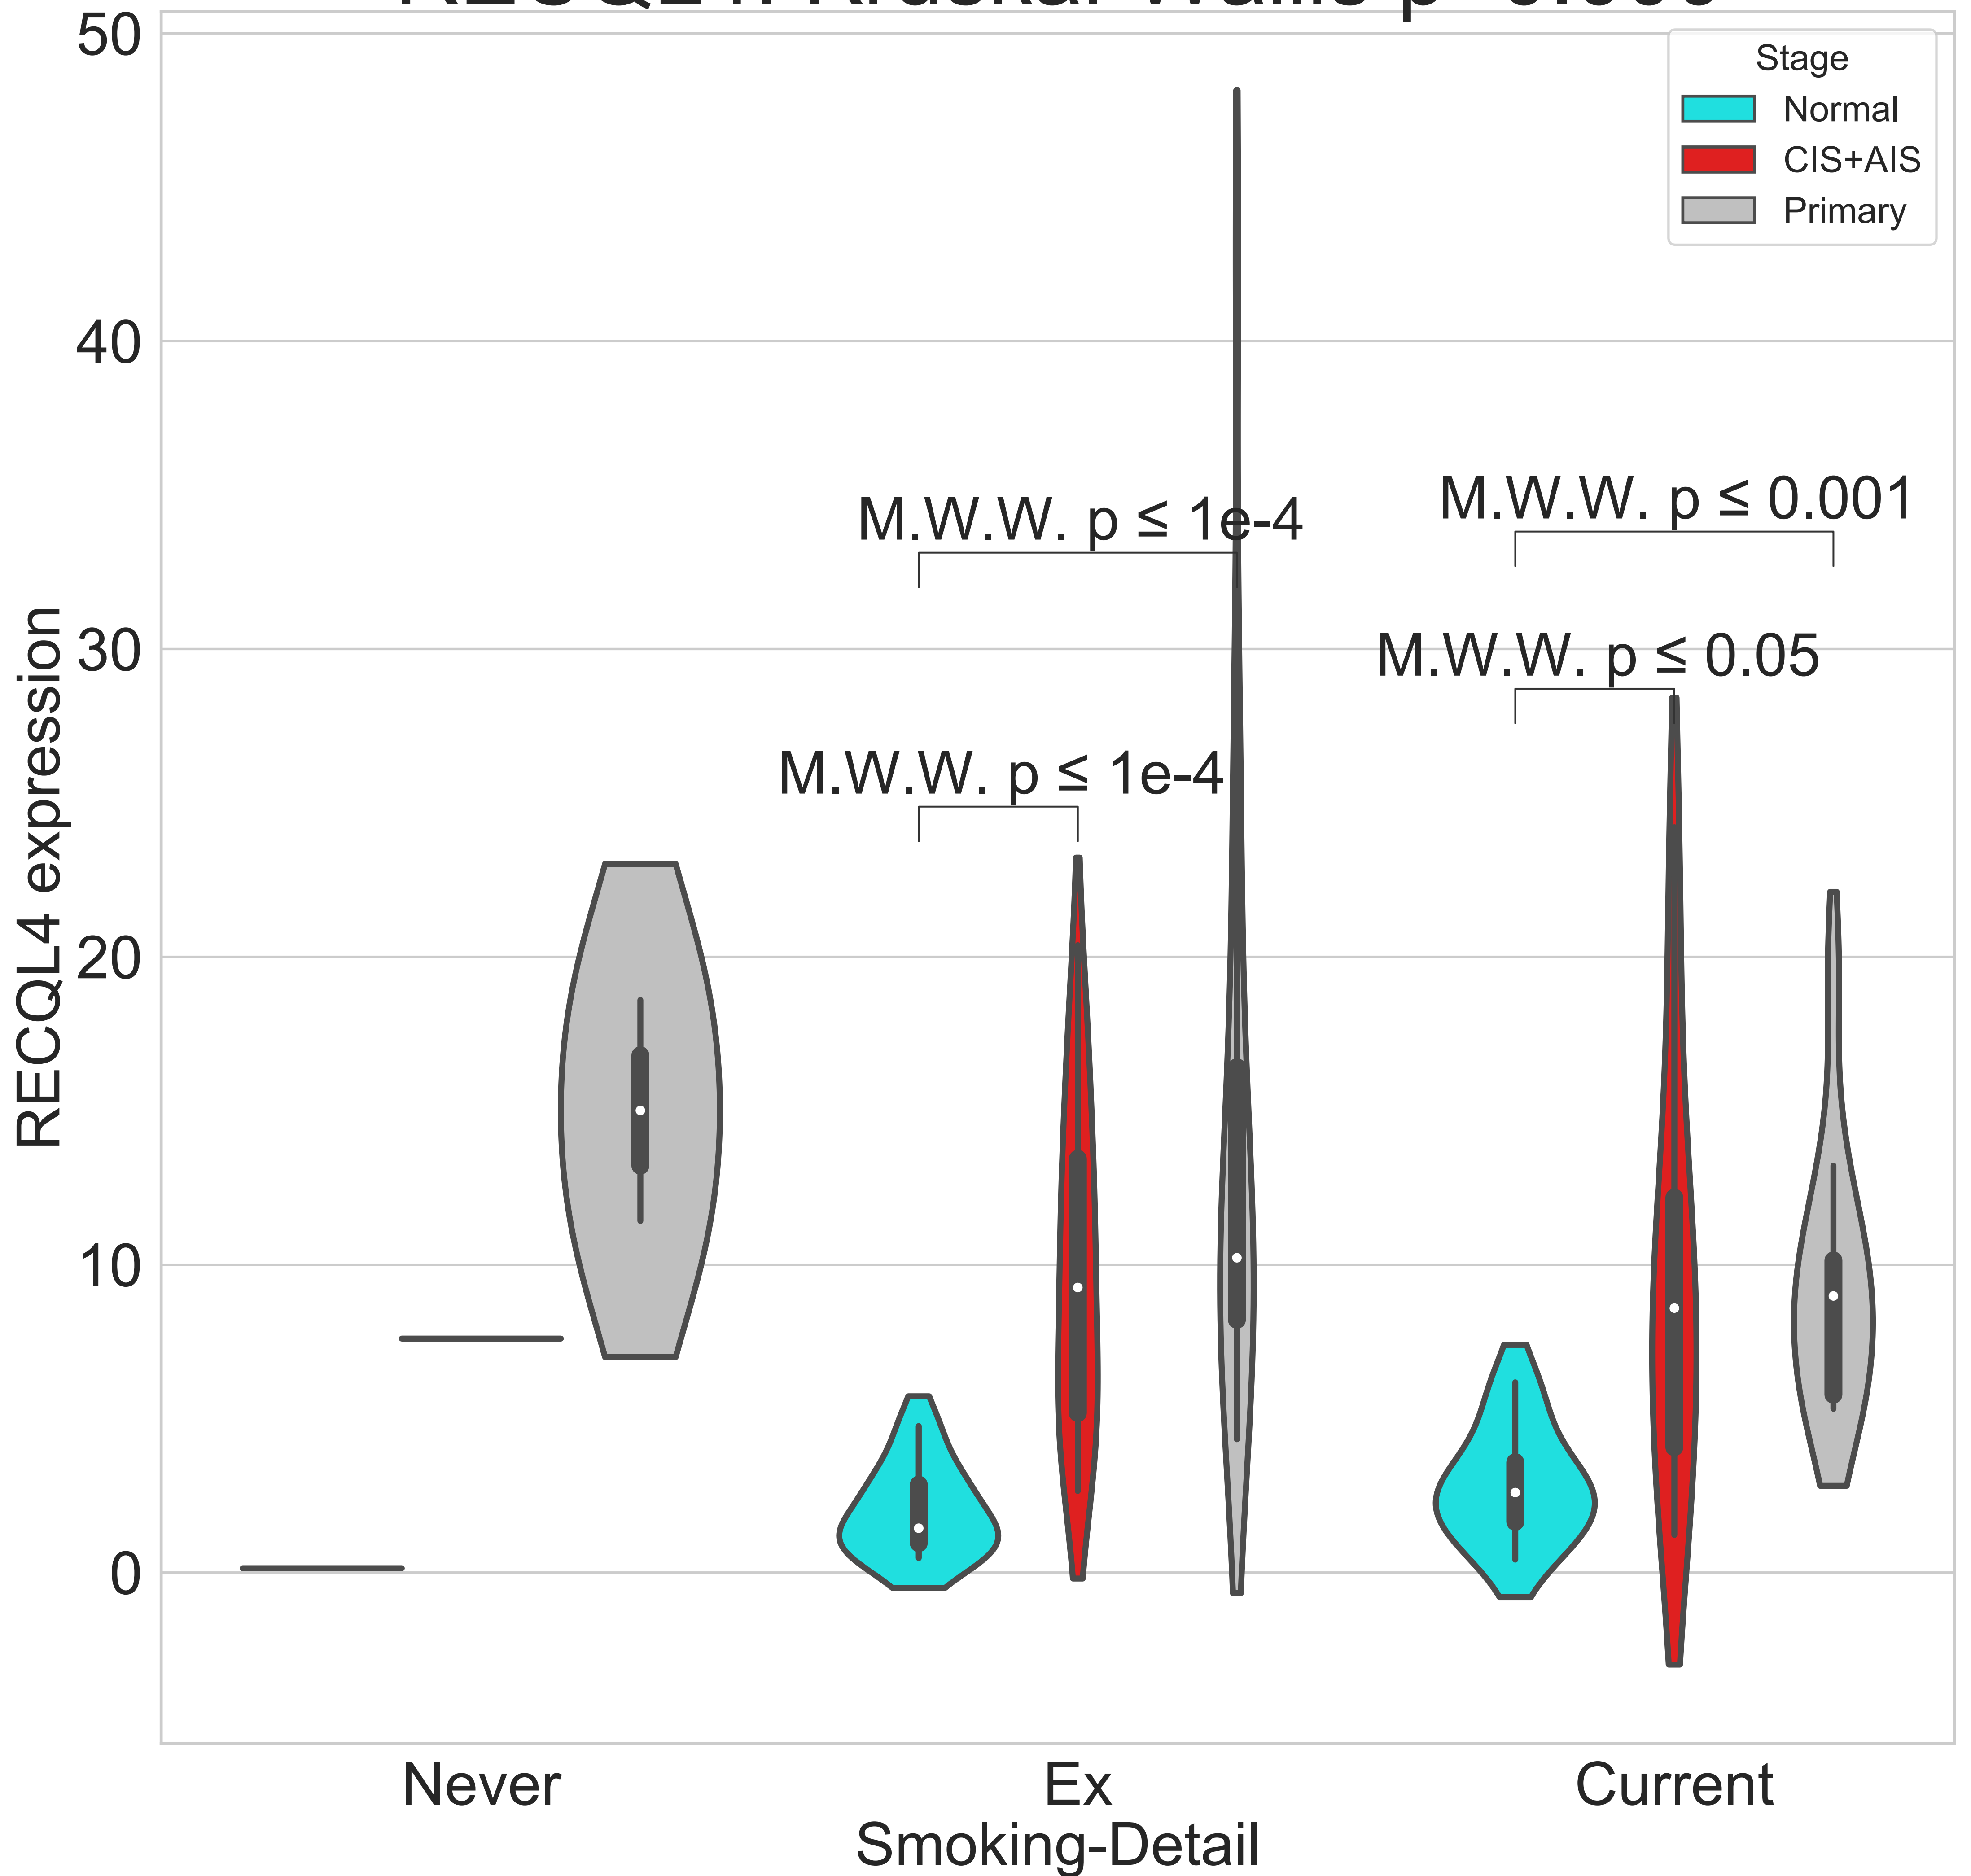 50
40
30
20
10
0
RECQL4 expression
Stage
Normal
CIS+AIS
Primary
M.W.W. p ≤ 1e-4
M.W.W. p ≤ 0.001
M.W.W. p ≤ 0.05
M.W.W. p ≤ 1e-4
Never
Ex
Current
Smoking-Detail